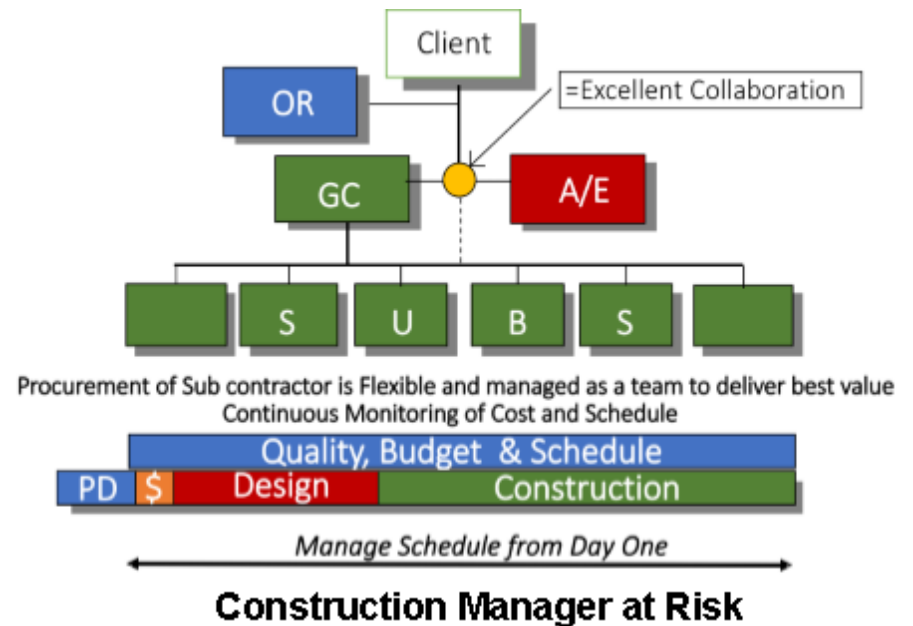 Client
OR
=Excellent Collaboration
GC
A/E
S U B S
Procurement of Sub contractor is Flexible and managed as a team to deliver best value
Continuous Monitoring of Cost and Schedule
Quality, Budget & Schedule
PD $ Design Construction
Manage Schedule from Day One
Construction Manager at Risk